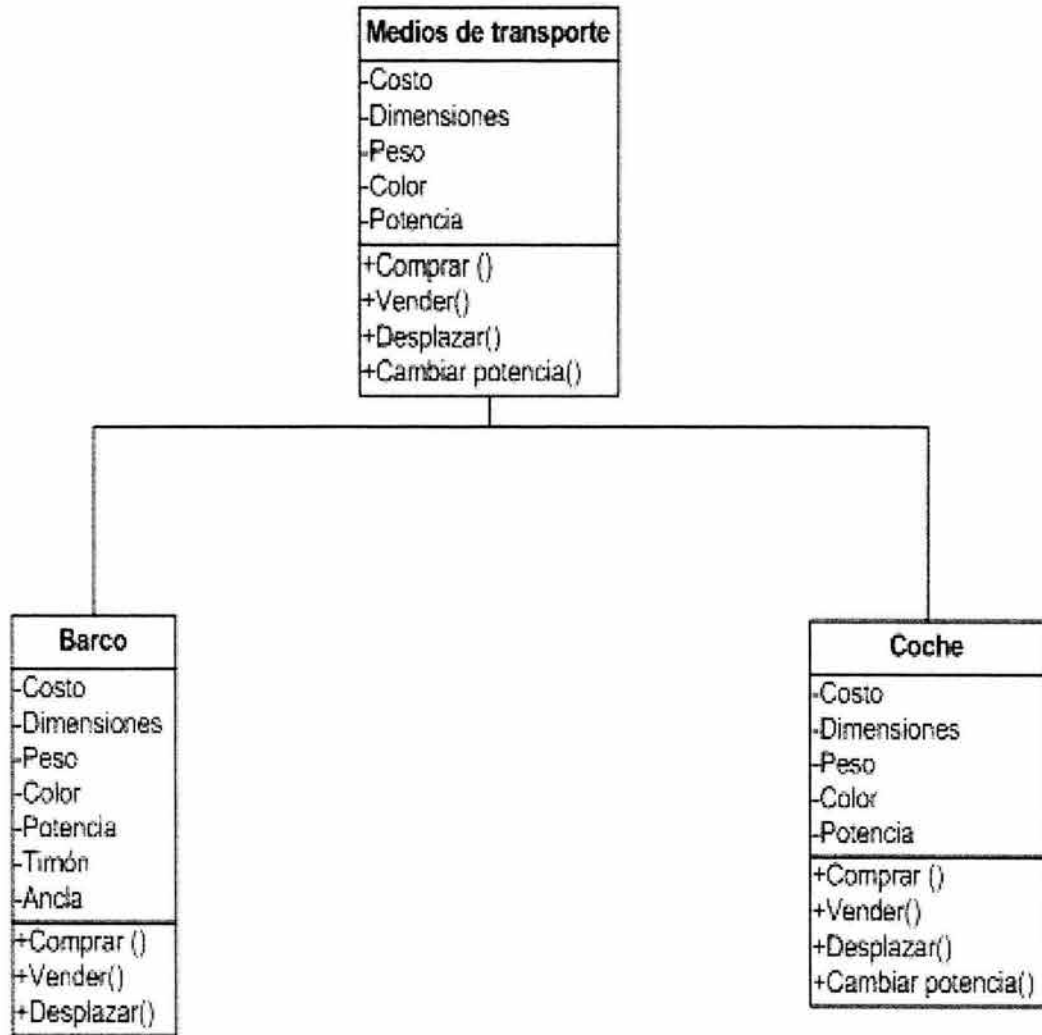 Medios de transporte
-Costo
-Dimensiones
-Peso
-Color
-Potencia
+Comprar ()
+Vender()
+Desplazar()
+Cambiar potencia()
Barco
-Costo
-Dimensiones
-Peso
-Color
-Potencia
-Timón
-Ancla
+Comprar ()
+Vender()
+Desplazar()
Coche
-Costo
-Dimensiones
-Peso
-Color
-Potencia
+Comprar ()
+Vender()
+Desplazar()
+Cambiar potencia()